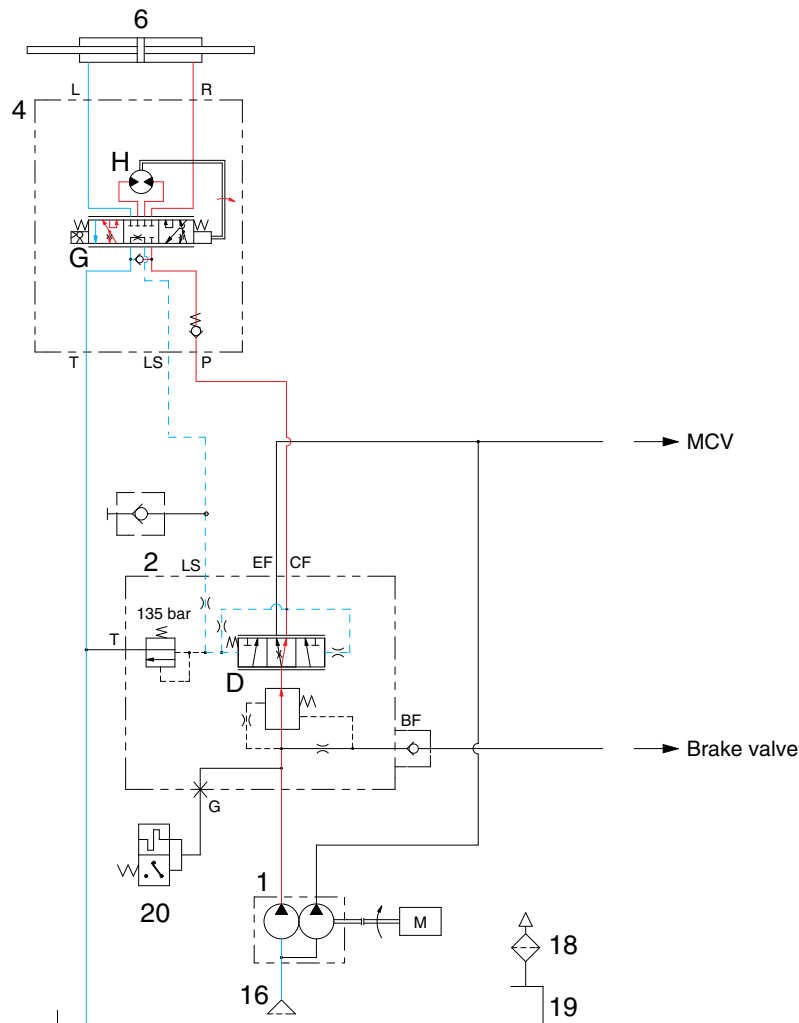 6
L R
4
H
G
T LS P
MCV
2 LS EF CF
135 bar
T
D
BF
Brake valve
G
1
20
M
18
16
19